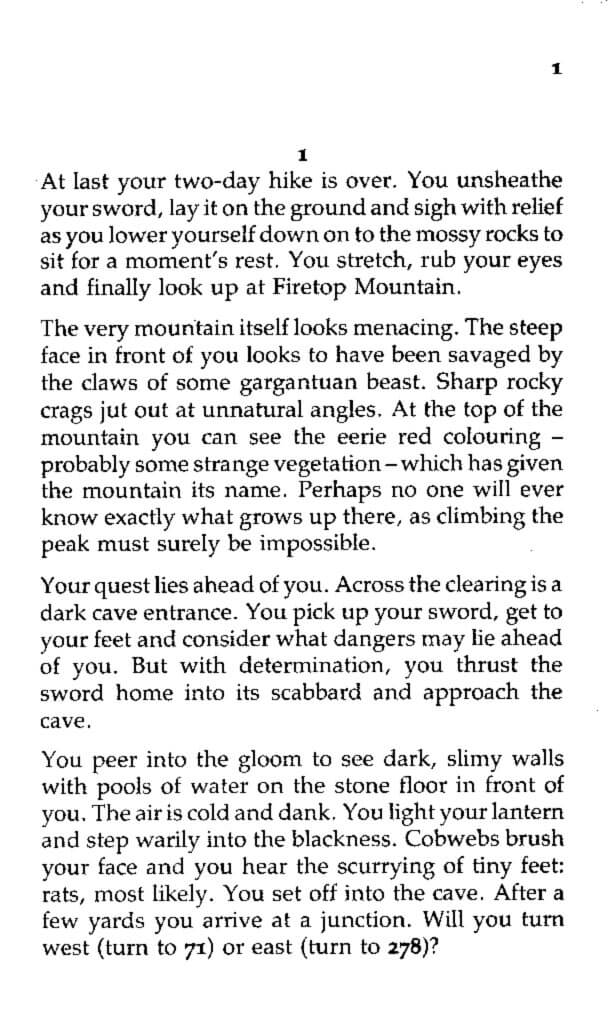 1
1
At last your two-day hike is over. You unsheathe
your sword, lay it on the ground and sigh with relief
as you lower yourself down on to the mossy rocks to
sit for a moment's rest. You stretch, rub your eyes
and finally look up at Firetop Mountain.
The very mountain itself looks menacing. The steep
face in front of you looks to have been savaged by
the claws of some gargantuan beast. Sharp rocky
crags jut out at unnatural angles. At the top of the
mountain you can see the eerie red colouring –
probably some strange vegetation – which has given
the mountain its name. Perhaps no one will ever
know exactly what grows up there, as climbing the
peak must surely be impossible.
Your quest lies ahead of you. Across the clearing is a
dark cave entrance. You pick up your sword, get to
your feet and consider what dangers may lie ahead
of you. But with determination, you thrust the
sword home into its scabbard and approach the
cave.
You peer into the gloom to see dark, slimy walls
with pools of water on the stone floor in front of
you. The air is cold and dank. You light your lantern
and step warily into the blackness. Cobwebs brush
your face and you hear the scurrying of tiny feet:
rats, most likely. You set off into the cave. After a
few yards you arrive at a junction. Will you turn
west (turn to 71) or east (turn to 278)?